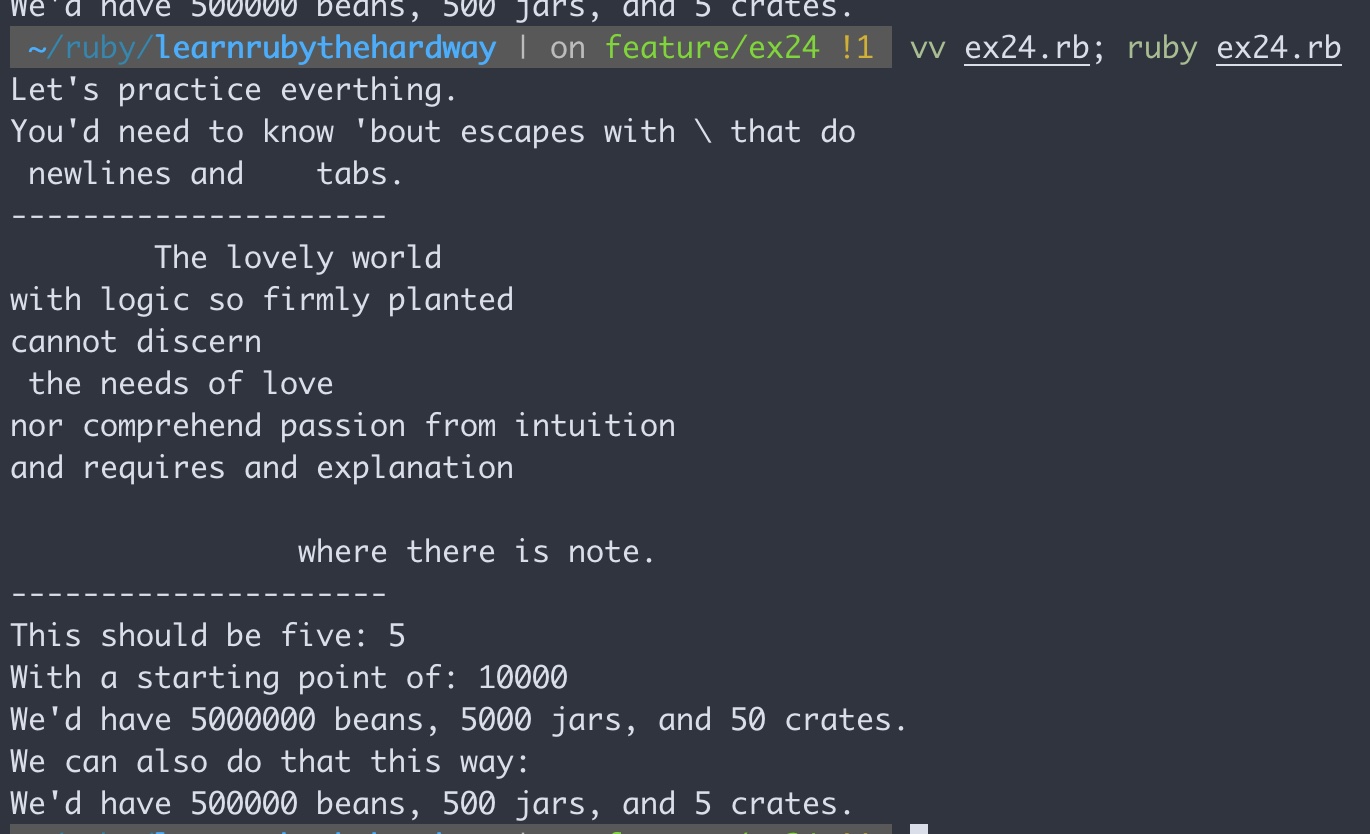 We'd have 500000 beans, 500 jars, and 5 crates.
~/ruby/learnrubythehardway | on feature/ex24 !1 vv ex24.rb; ruby ex24.rb
Let's practice everthing.
You'd need to know 'bout escapes with \ that do
 newlines and    tabs.
---------------------
        The lovely world
with logic so firmly planted
cannot discern
 the needs of love
nor comprehend passion from intuition
and requires and explanation

                where there is note.
---------------------
This should be five: 5
With a starting point of: 10000
We'd have 5000000 beans, 5000 jars, and 50 crates.
We can also do that this way:
We'd have 500000 beans, 500 jars, and 5 crates.